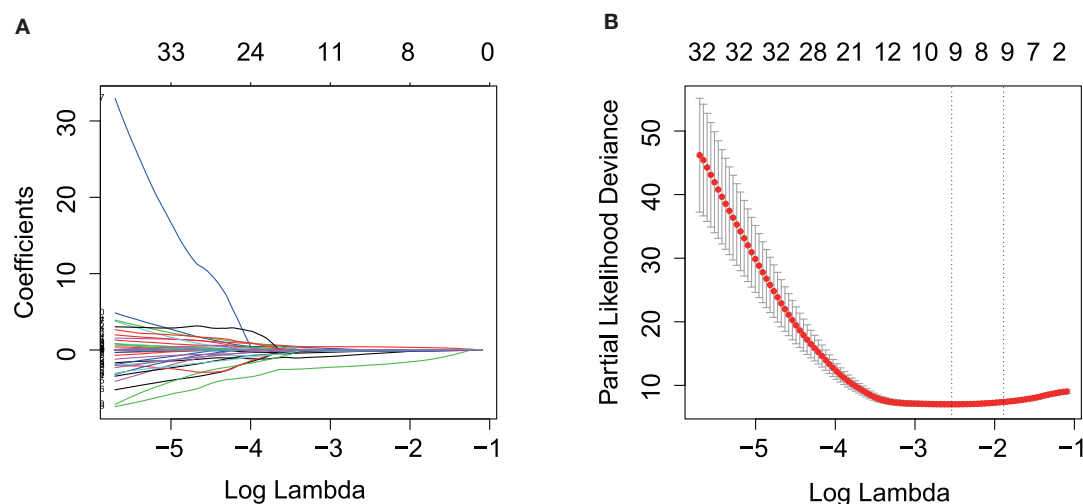 A
33 24 11 8 0
Coefficients
30
20
10
0
−5 −4 −3 −2 −1
Log Lambda
B
32 32 32 28 21 12 10 9 8 9 7 2
Partial Likelihood Deviance
50
40
30
20
10
−5 −4 −3 −2 −1
Log Lambda